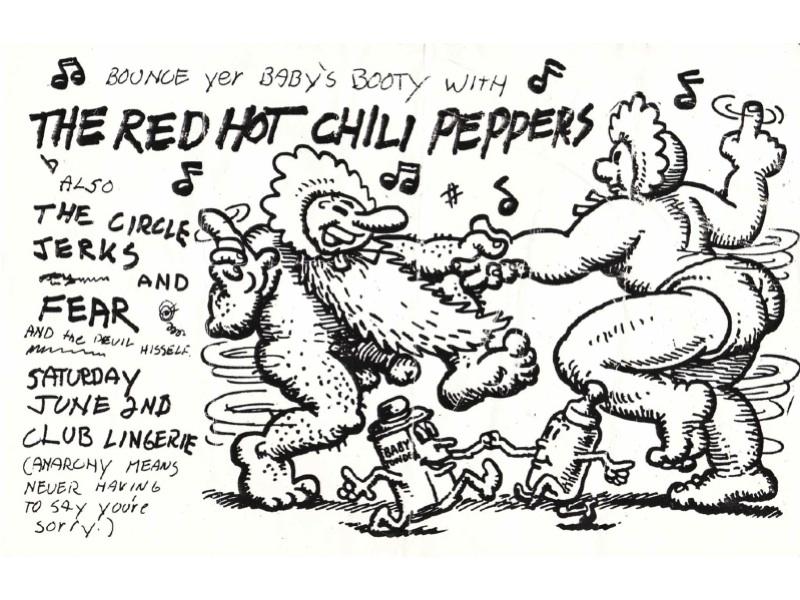 BOUNCE yer BABY'S BOOTY WITH
THE RED HOT CHILI PEPPERS
ALSO
THE CIRCLE
JERKS
AND
FEAR
AND the DEVIL
HISSELF.
SATURDAY
JUNE 2ND
CLUB LINGERIE
(ANARCHY MEANS
NEVER HAVING
TO SAY you're
sorry.)
BABY